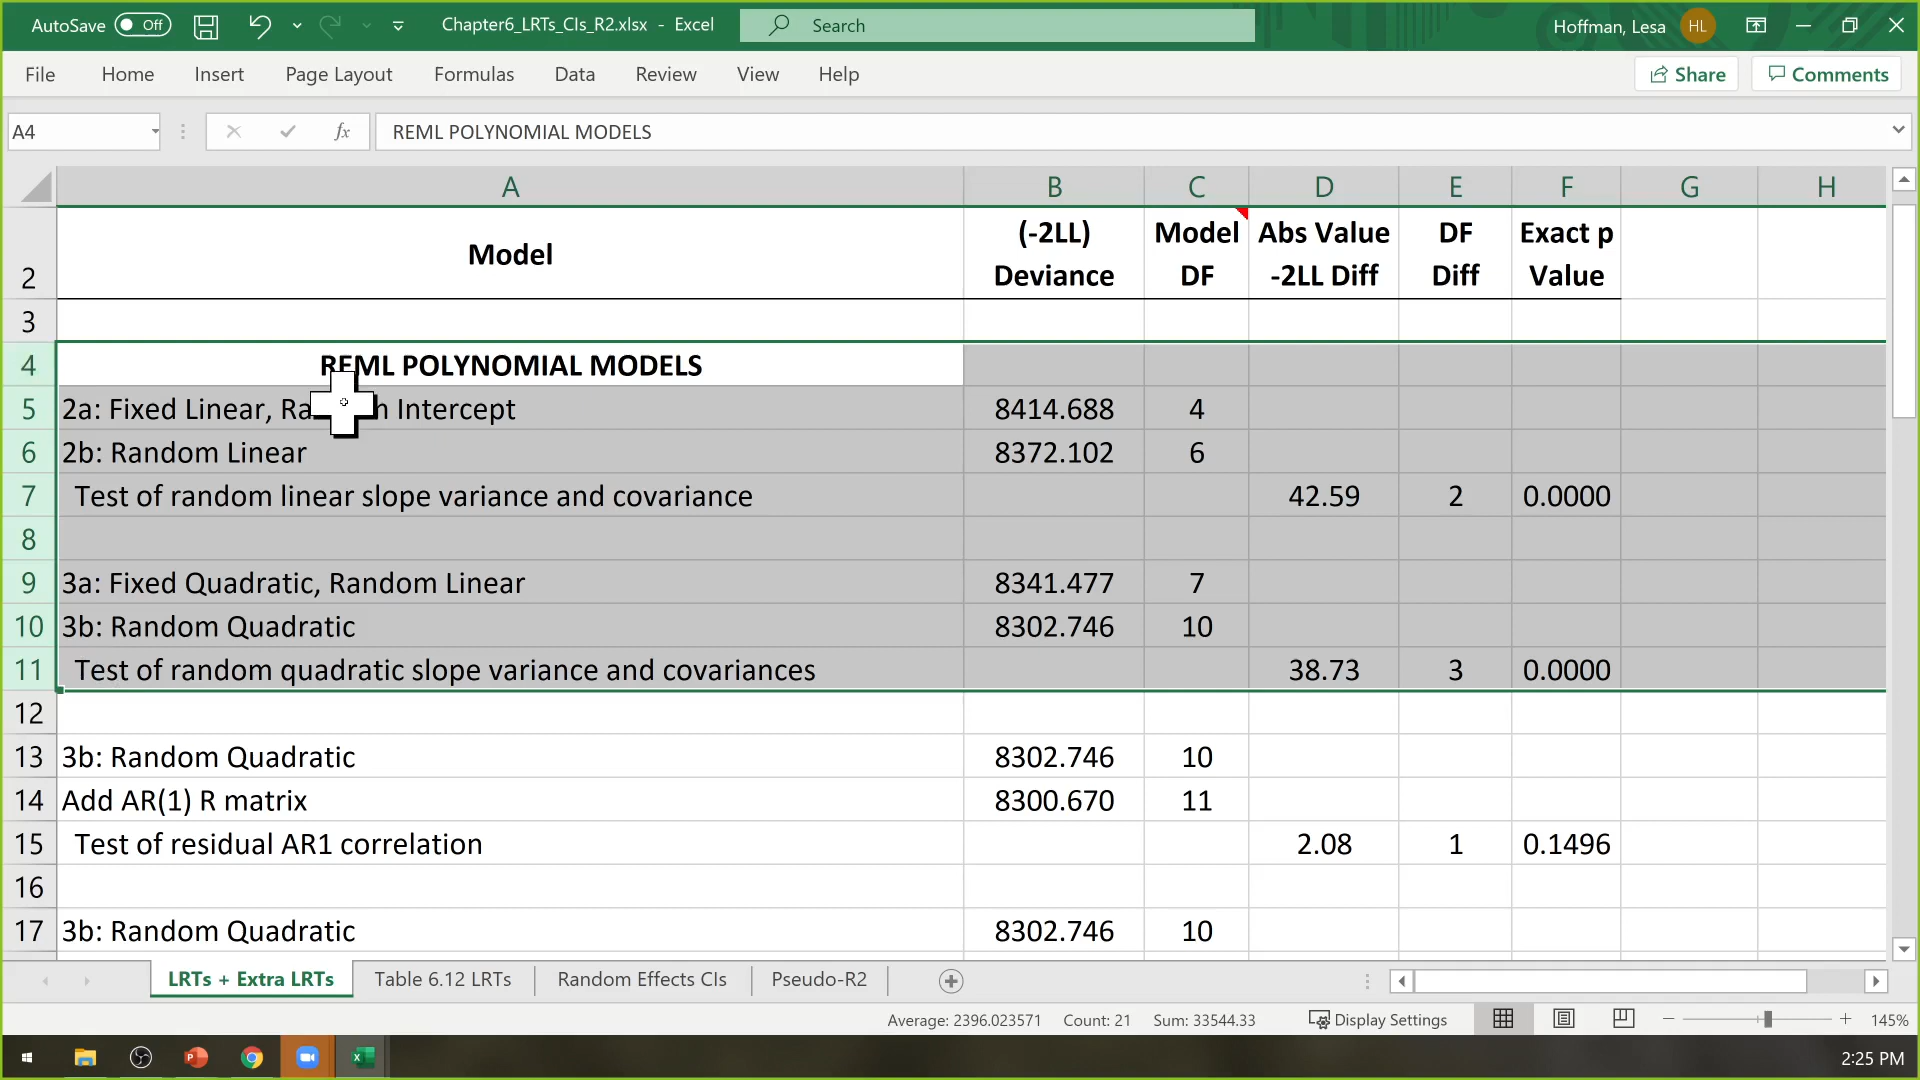 AutoSave Off Chapter6_LRTs_CIs_R2.xlsx - Excel Search Hoffman, Lesa HL
File Home Insert Page Layout Formulas Data Review View Help Share Comments
A4 fx REML POLYNOMIAL MODELS
A B C D E F G H
2 Model (-2LL) Deviance Model DF Abs Value -2LL Diff DF Diff Exact p Value
3
4 REML POLYNOMIAL MODELS
5 2a: Fixed Linear, Intercept 8414.688 4
6 2b: Random Linear 8372.102 6
7 Test of random linear slope variance and covariance 42.59 2 0.0000
8
9 3a: Fixed Quadratic, Random Linear 8341.477 7
10 3b: Random Quadratic 8302.746 10
11 Test of random quadratic slope variance and covariances 38.73 3 0.0000
12
13 3b: Random Quadratic 8302.746 10
14 Add AR(1) R matrix 8300.670 11
15 Test of residual AR1 correlation 2.08 1 0.1496
16
17 3b: Random Quadratic 8302.746 10
LRTs + Extra LRTs Table 6.12 LRTs Random Effects CIs Pseudo-R2
Average: 2396.023571 Count: 21 Sum: 33544.33 Display Settings 145%
2:25 PM